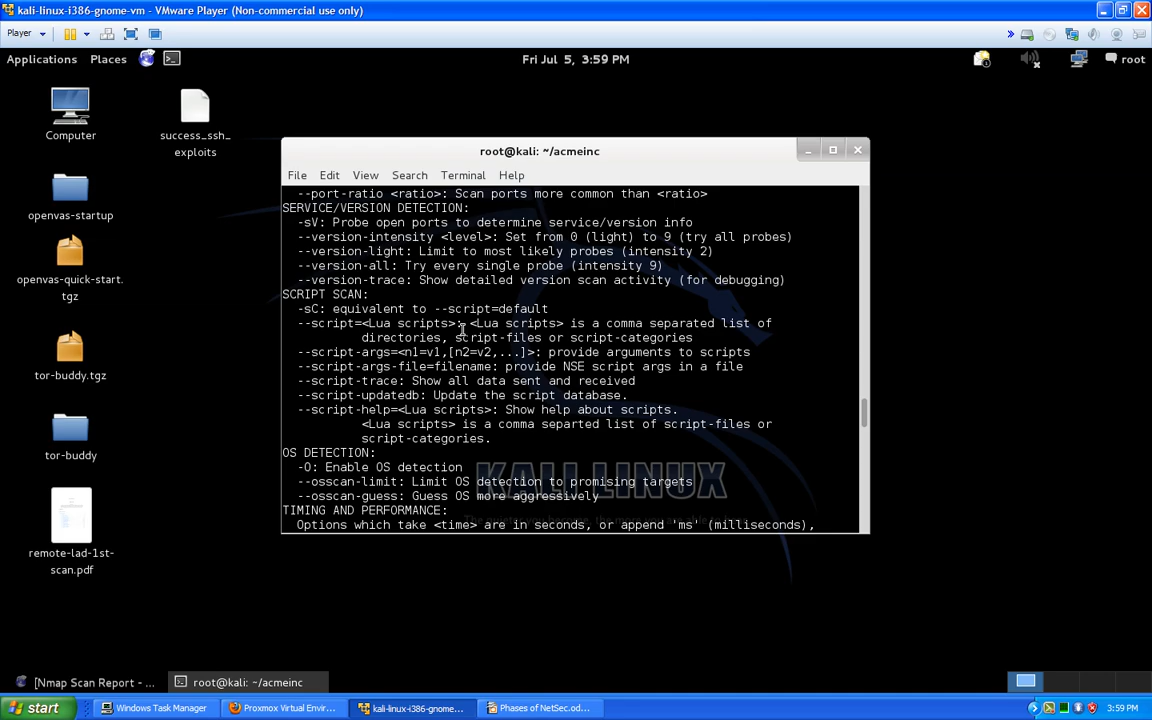 kali-linux-i386-gnome-vm - VMware Player (Non-commercial use only)
Player
Applications Places
Fri Jul 5, 3:59 PM
1
root
Computer
success_ssh_
exploits
openvas-startup
openvas-quick-start.
tgz
tor-buddy.tgz
tor-buddy
remote-lad-1st-
scan.pdf
root@kali: ~/acmeinc
File Edit View Search Terminal Help
--port-ratio <ratio>: Scan ports more common than <ratio>
SERVICE/VERSION DETECTION:
-sV: Probe open ports to determine service/version info
--version-intensity <level>: Set from 0 (light) to 9 (try all probes)
--version-light: Limit to most likely probes (intensity 2)
--version-all: Try every single probe (intensity 9)
--version-trace: Show detailed version scan activity (for debugging)
SCRIPT SCAN:
-sC: equivalent to --script=default
--script=<Lua scripts>: <Lua scripts> is a comma separated list of
directories, script-files or script-categories
--script-args=<n1=v1,[n2=v2,...]>: provide arguments to scripts
--script-args-file=filename: provide NSE script args in a file
--script-trace: Show all data sent and received
--script-updatedb: Update the script database.
--script-help=<Lua scripts>: Show help about scripts.
<Lua scripts> is a comma separted list of script-files or
script-categories.
OS DETECTION:
-O: Enable OS detection
--osscan-limit: Limit OS detection to promising targets
--osscan-guess: Guess OS more aggressively
TIMING AND PERFORMANCE:
Options which take <time> are in seconds, or append 'ms' (milliseconds),
KALI LINUX
[Nmap Scan Report - ...
root@kali: ~/acmeinc
start
Windows Task Manager
Proxmox Virtual Envir...
kali-linux-i386-gnome...
Phases of NetSec.od...
3:59 PM